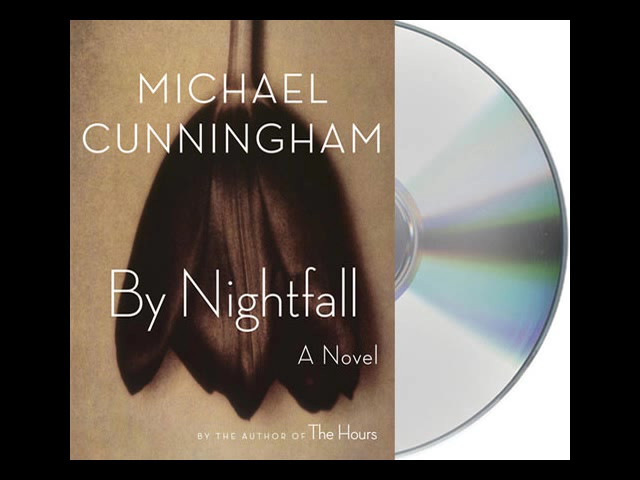 MICHAEL
CUNNINGHAM
By Nightfall
A Novel
BY THE AUTHOR OF The Hours